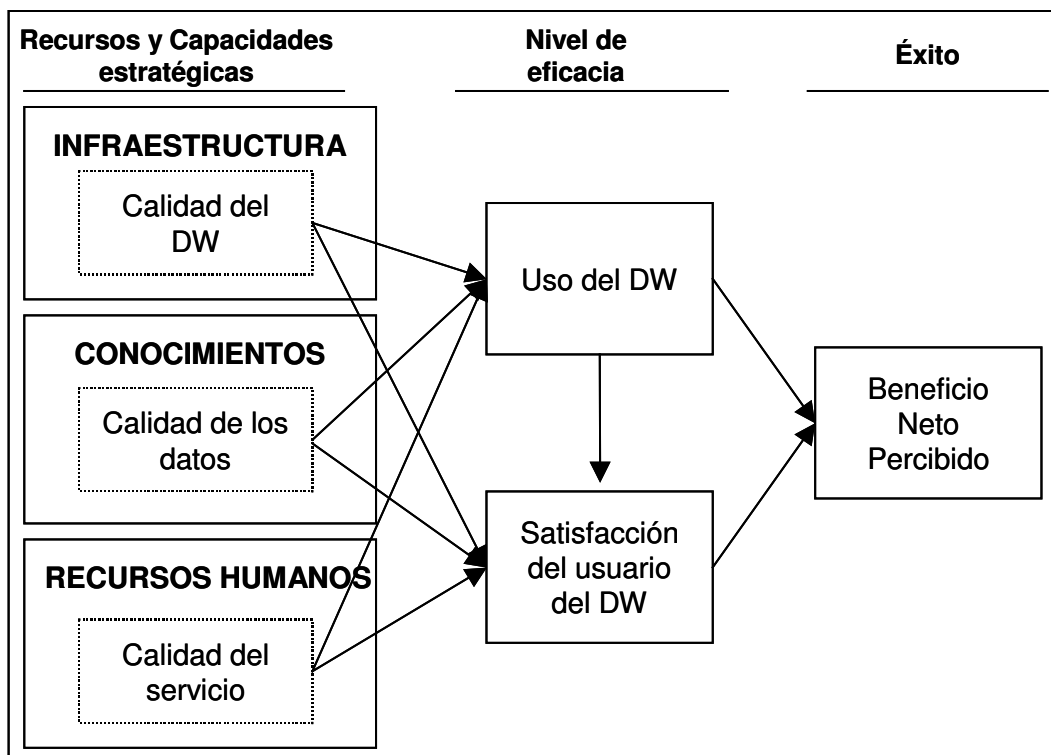 Recursos y Capacidades
estratégicas
Nivel de
eficacia
Éxito
INFRAESTRUCTURA
Calidad del
DW
CONOCIMIENTOS
Calidad de los
datos
RECURSOS HUMANOS
Calidad del
servicio
Uso del DW
Satisfacción
del usuario
del DW
Beneficio
Neto
Percibido